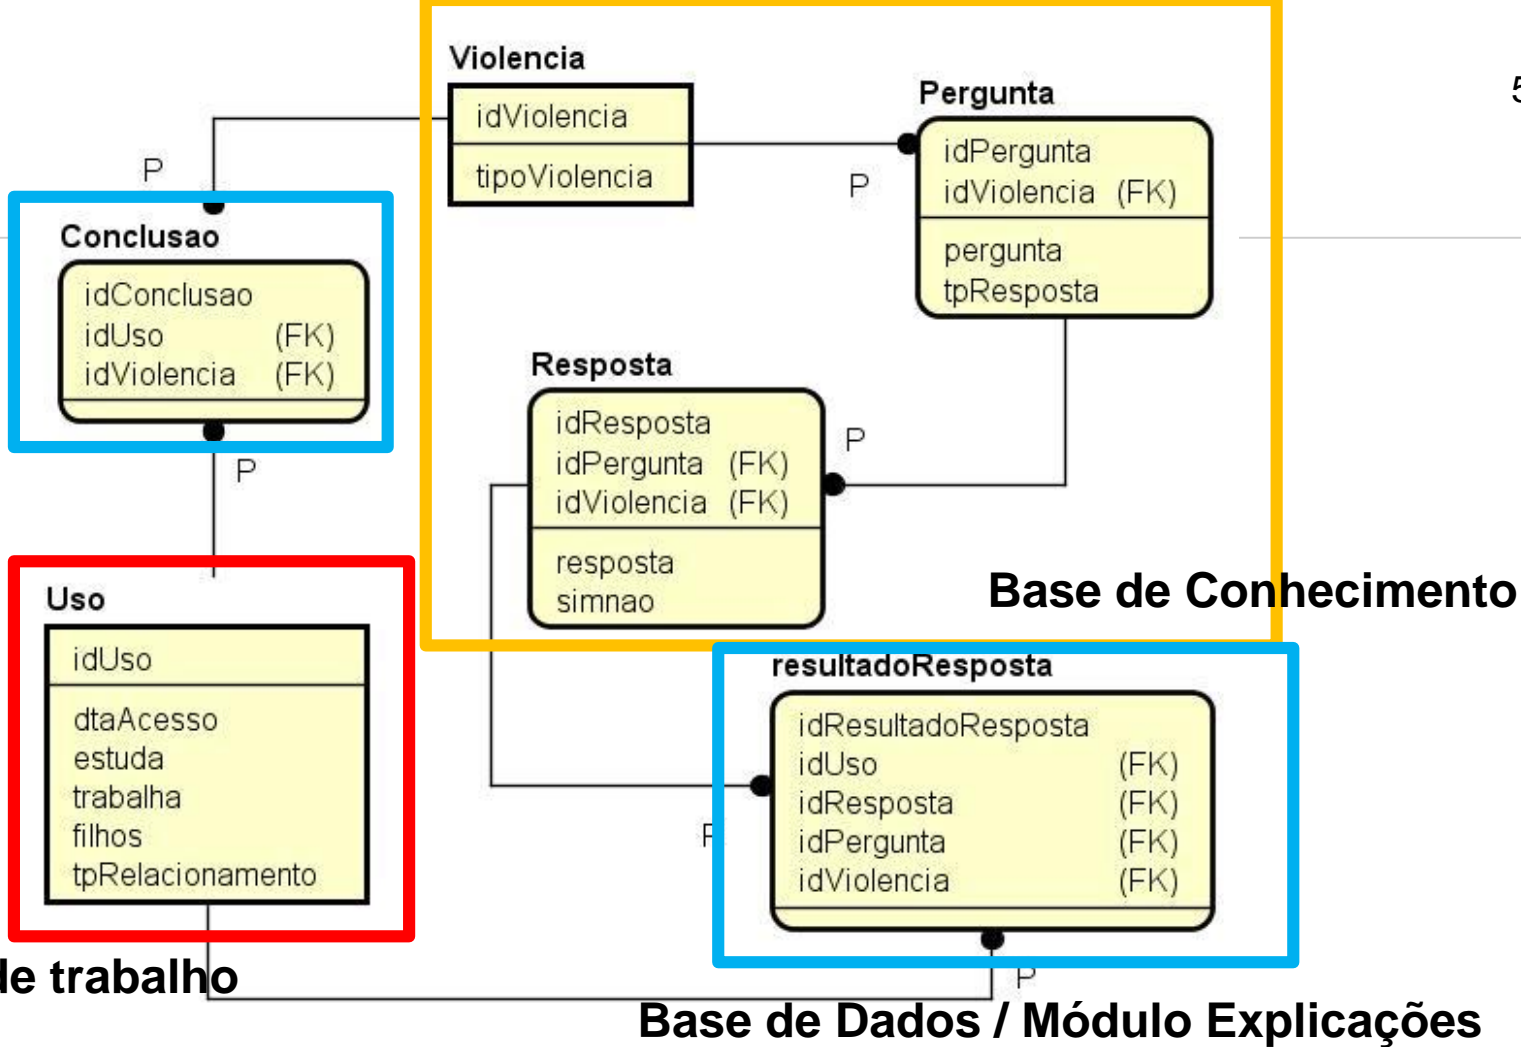 Violencia
idViolencia
tipoViolencia
P
Pergunta
idPergunta
idViolencia (FK)
pergunta
tpResposta
5
P
Conclusao
idConclusao
idUso (FK)
idViolencia (FK)
P
Resposta
idResposta
idPergunta (FK)
idViolencia (FK)
resposta
simnao
P
Base de Conhecimento
Uso
idUso
dtaAcesso
estuda
trabalha
filhos
tpRelacionamento
resultadoResposta
idResultadoResposta
idUso (FK)
idResposta (FK)
idPergunta (FK)
idViolencia (FK)
P
P
de trabalho
Base de Dados / Módulo Explicações